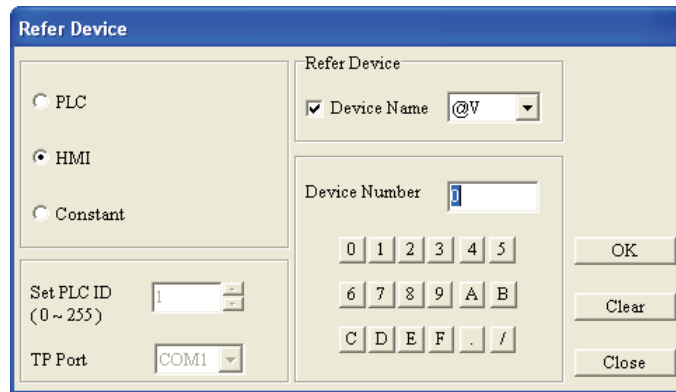 Refer Device
PLC
HMI
Constant
Set PLC ID
(0 ~ 255)
1
TP Port
COM1
Refer Device
Device Name
@V
Device Number
0
0 1 2 3 4 5
6 7 8 9 A B
C D E F . /
OK
Clear
Close